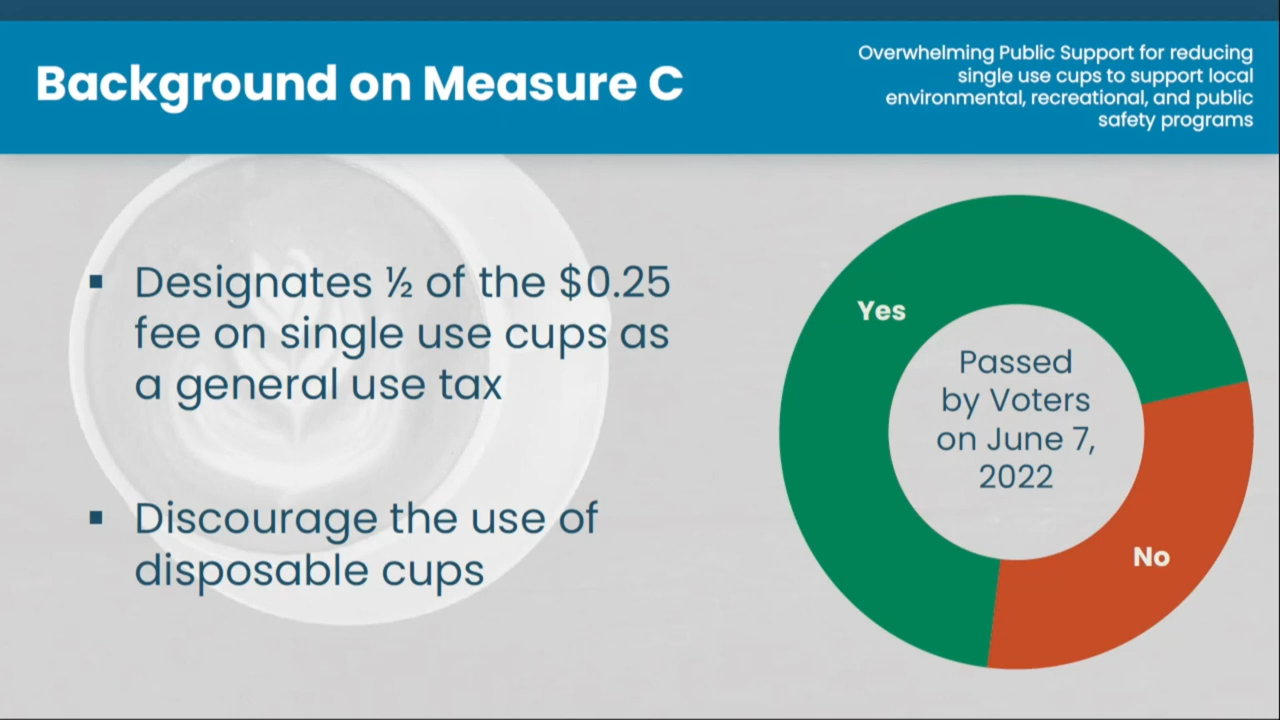 Background on Measure C
Overwhelming Public Support for reducing
single use cups to support local
environmental, recreational, and public
safety programs
▪ Designates ½ of the $0.25
fee on single use cups as
a general use tax
▪ Discourage the use of
disposable cups
Yes
Passed
by Voters
on June 7,
2022
No